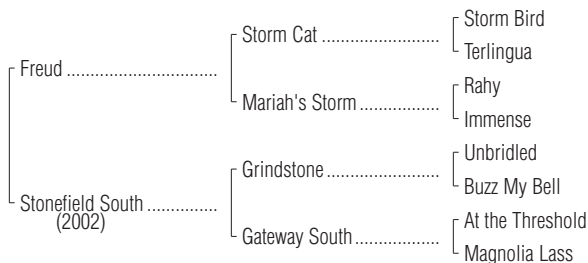 Storm Bird
Storm Cat ..............................
Terlingua
Freud ......................................
Rahy
Mariah's Storm ....................
Immense
Unbridled
Grindstone ............................
Buzz My Bell
Stonefield South ..................
(2002)
At the Threshold
Gateway South .....................
Magnolia Lass